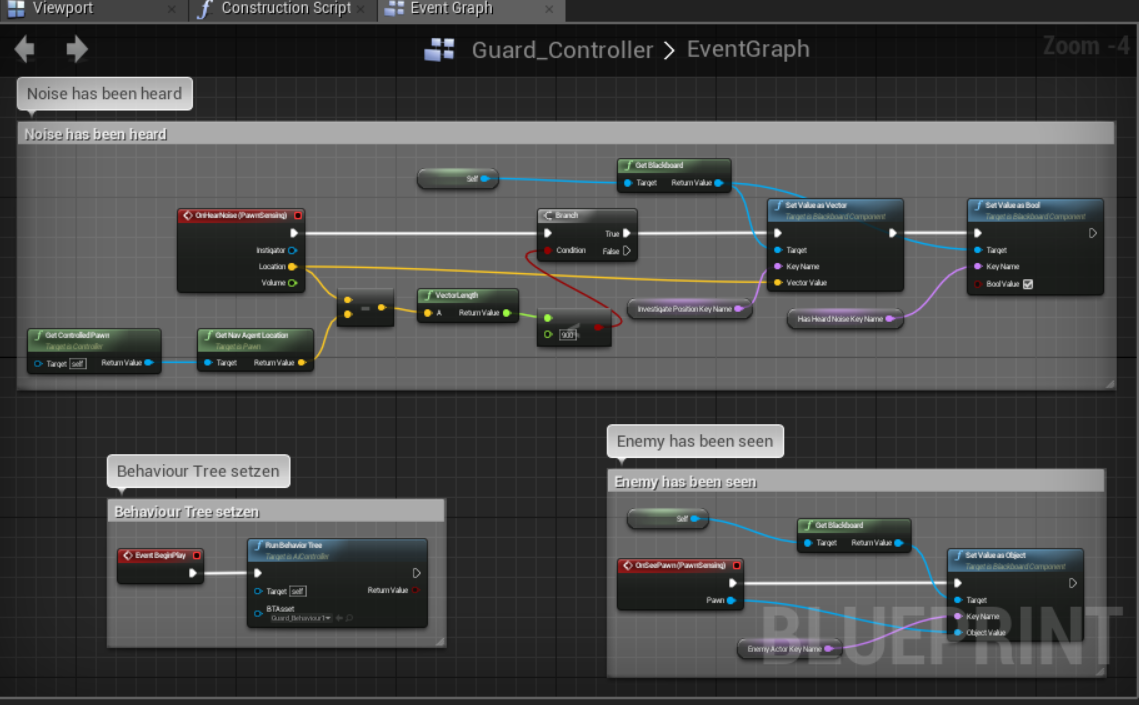 Viewport
Construction Script
Event Graph
Guard_Controller > EventGraph
Zoom -4
Noise has been heard
Noise has been heard
Self
Get Blackboard
Target Return Value
OnHearNoise (PawnSensing)
Instigator
Location
Volume
Branch
True
Condition False
Set Value as Vector
Target is Blackboard Component
Target
Key Name
Vector Value
Set Value as Bool
Target is Blackboard Component
Target
Key Name
Bool Value
VectorLength
A Return Value
Investigate Position Key Name
Has Heard Noise Key Name
Get Controlled Pawn
Target is Controller
Target self Return Value
Get Nav Agent Location
Target is Pawn
Target Return Value
Behaviour Tree setzen
Behaviour Tree setzen
Event BeginPlay
Run Behavior Tree
Target is AIController
Target self Return Value
BTAsset
Guard_Behaviour1
Enemy has been seen
Enemy has been seen
Self
Get Blackboard
Target Return Value
OnSeePawn (PawnSensing)
Pawn
Set Value as Object
Target is Blackboard Component
Target
Key Name
Object Value
Enemy Actor Key Name
BLUEPRINT